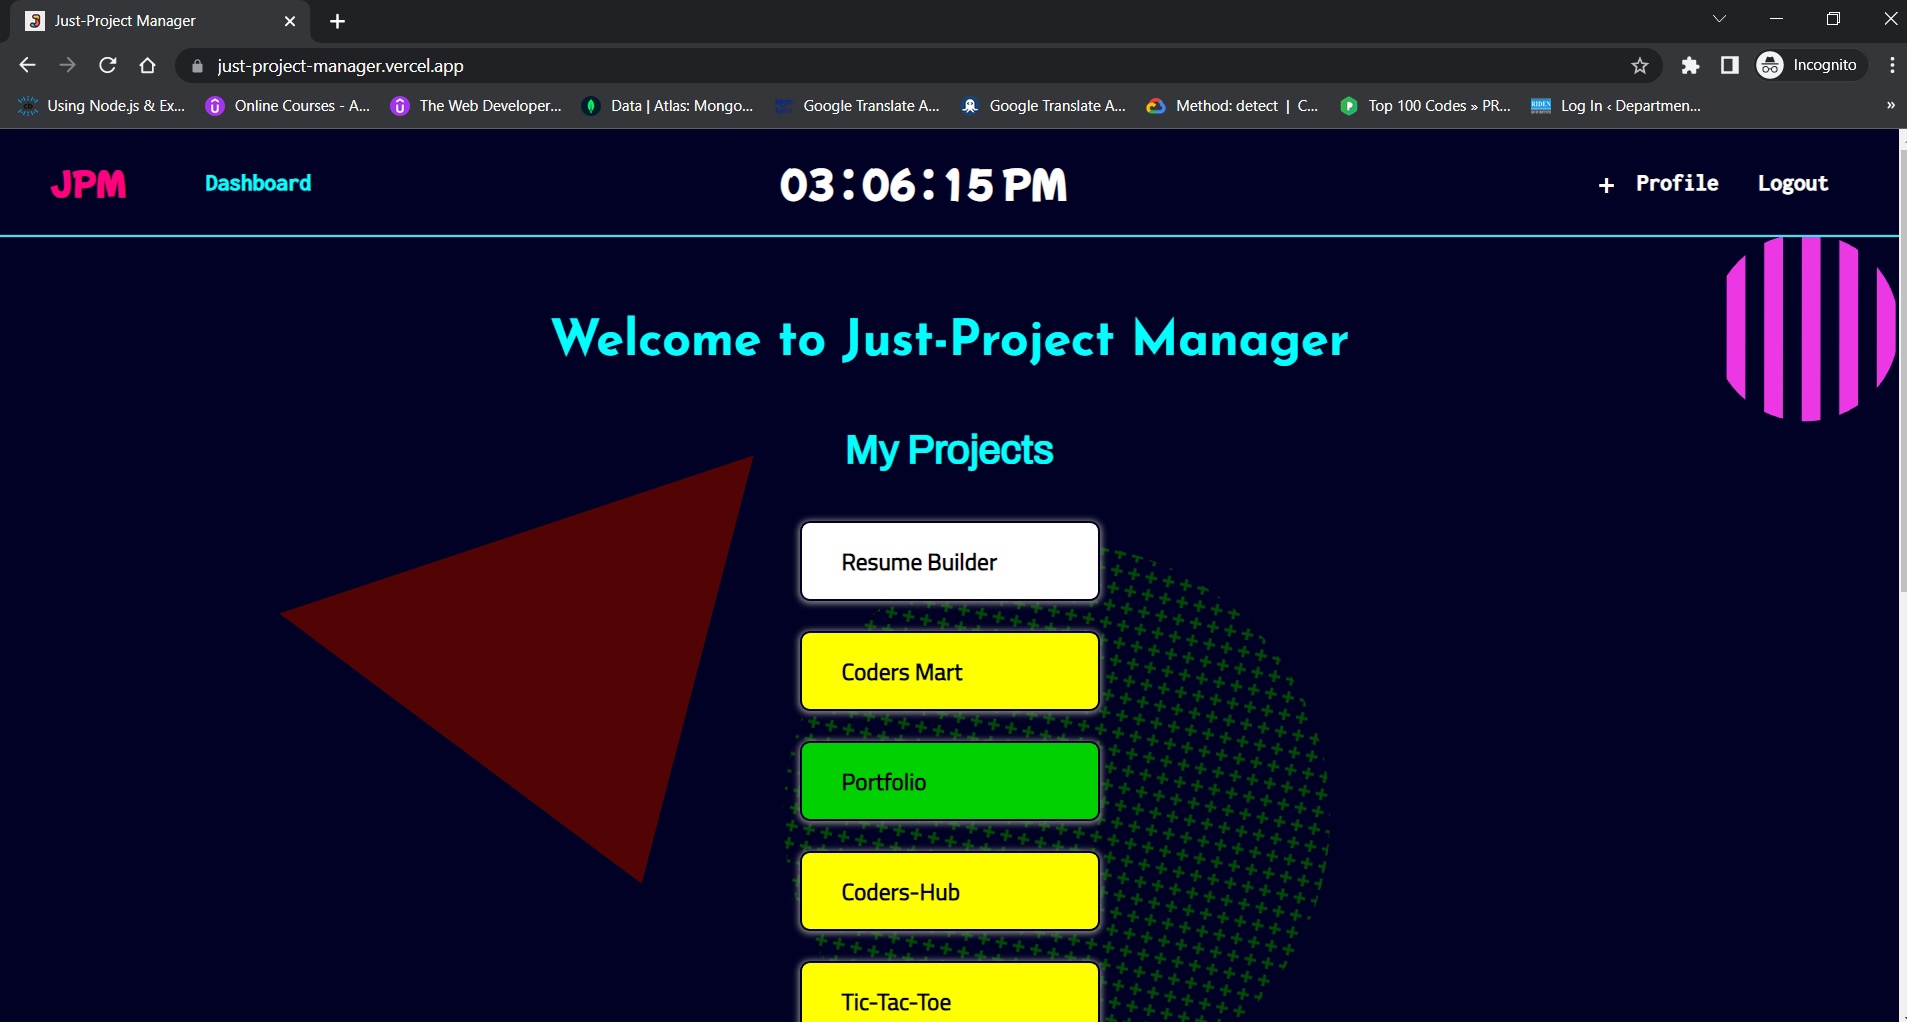 Just-Project Manager
just-project-manager.vercel.app
Incognito
Using Node.js & Ex...
Online Courses - A...
The Web Developer...
Data | Atlas: Mongo...
Google Translate A...
Google Translate A...
Method: detect | C...
Top 100 Codes » PR...
Log In ‹ Departmen...
»
JPM
Dashboard
03:06:15 PM
+ Profile
Logout
Welcome to Just-Project Manager
My Projects
Resume Builder
Coders Mart
Portfolio
Coders-Hub
Tic-Tac-Toe